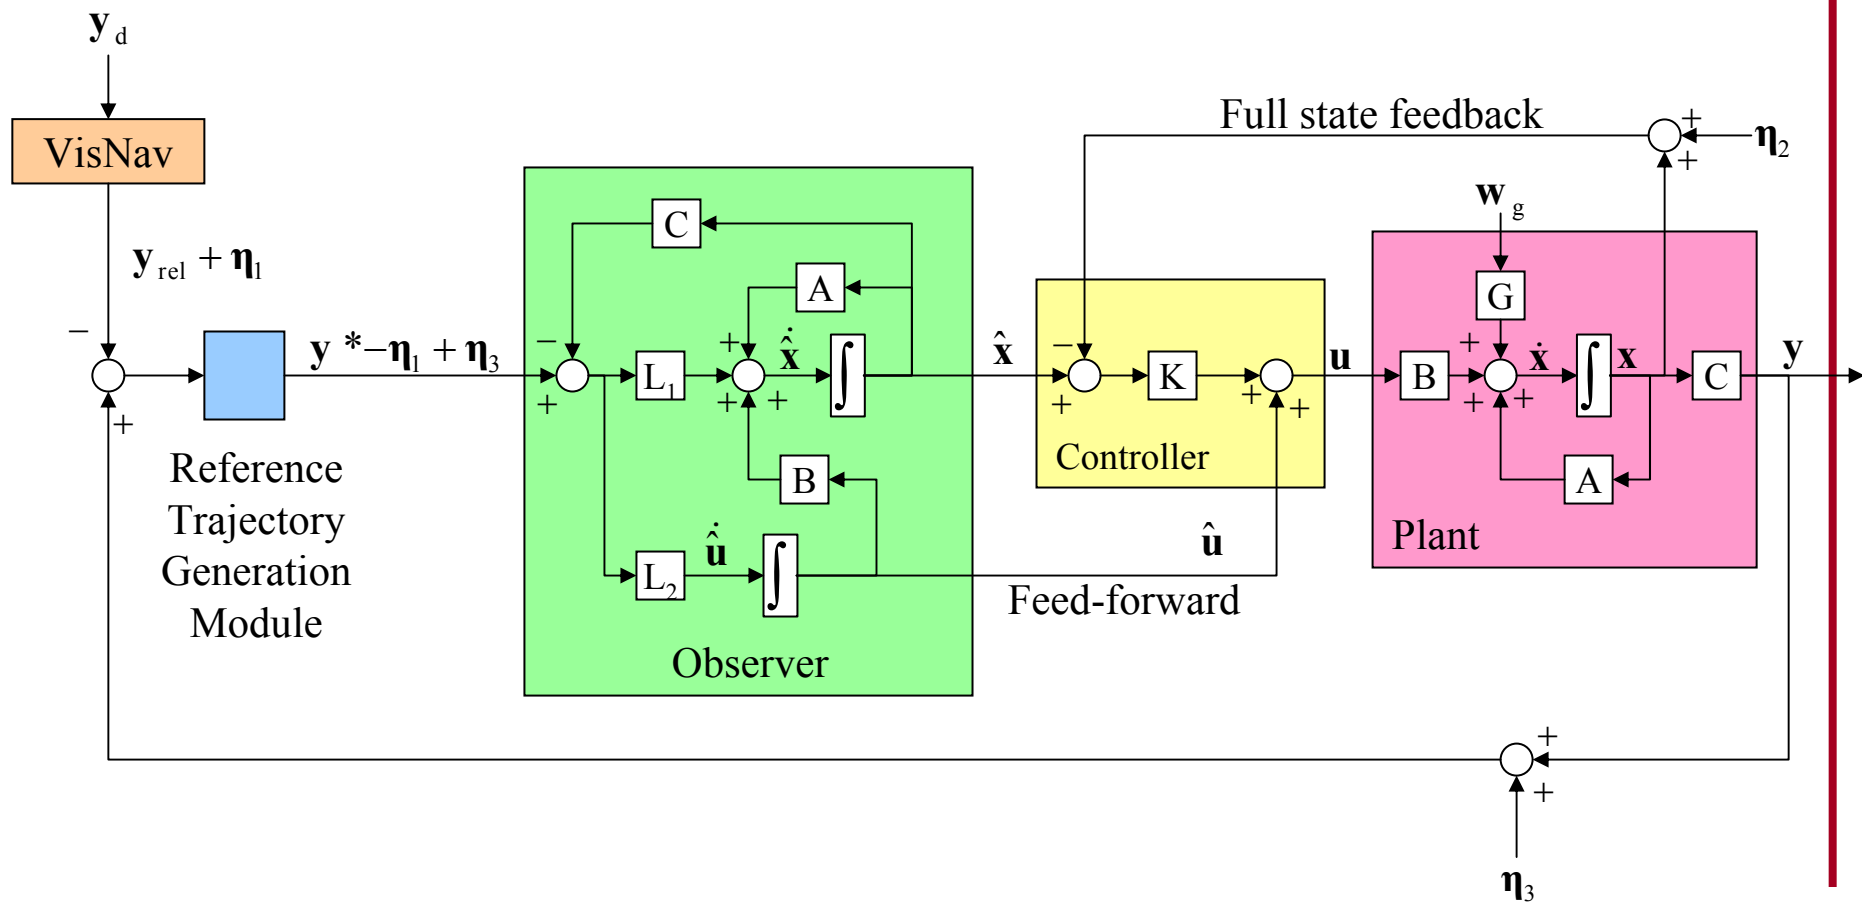 y d
VisNav
y rel + η1
−
+
Reference
Trajectory
Generation
Module
y *−η1 + η3
−
+
C
A
L1
+
+
+
x̂̇
∫
B
L2
û̇
∫
Observer
x̂
Full state feedback
−
+
K
+
+
Controller
û
Feed-forward
u
w g
G
B
+
+
+
ẋ
∫
x
C
A
Plant
+
+
η2
y
+
+
η3